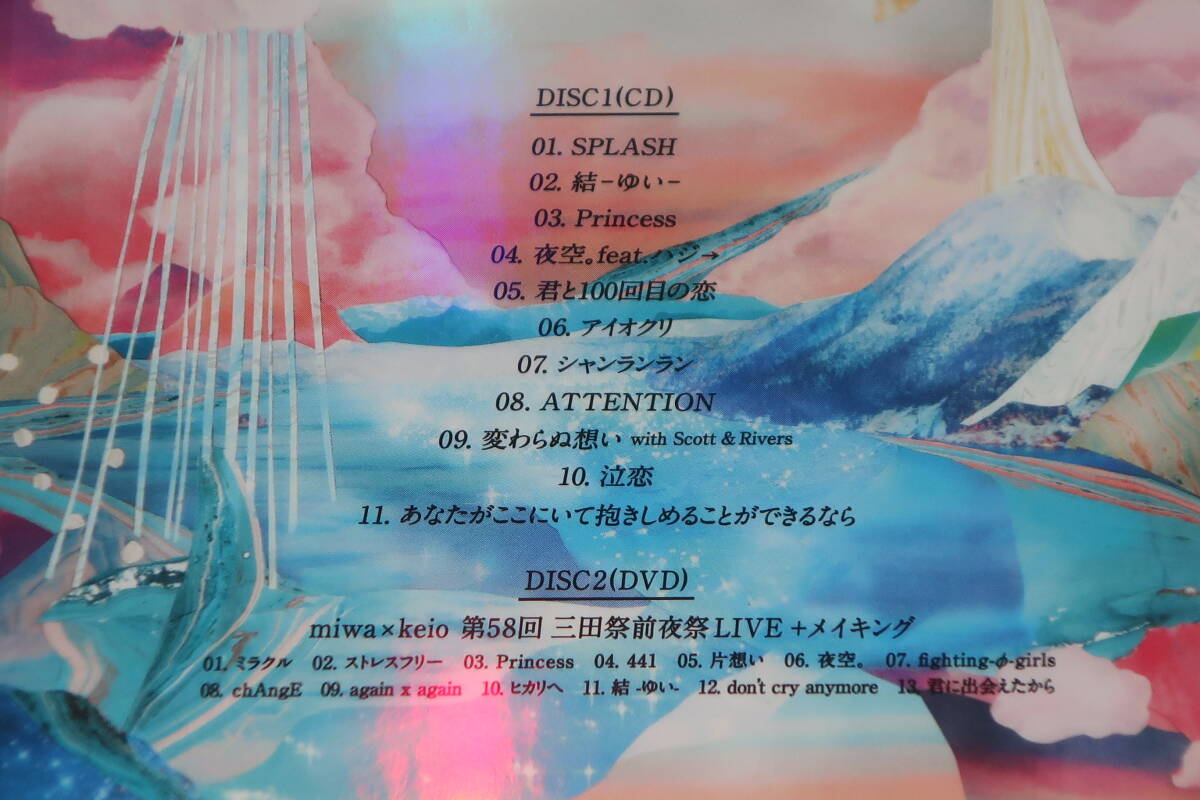 DISC1(CD)
01. SPLASH
02. 結-ゆい-
03. Princess
04. 夜空。feat.ハジ→
05. 君と100回目の恋
06. アイオクリ
07. シャンランラン
08. ATTENTION
09. 変わらぬ想い with Scott & Rivers
10. 泣恋
11. あなたがここにいて抱きしめることができるなら
DISC2(DVD)
miwa×keio 第58回 三田祭前夜祭LIVE+メイキング
01. ミラクル 02. ストレスフリー 03. Princess 04. 441 05. 片想い 06. 夜空。 07. fighting-φ-girls
08. chAngE 09. again x again 10. ヒカリへ 11. 結 -ゆい- 12. don't cry anymore 13. 君に出会えたから